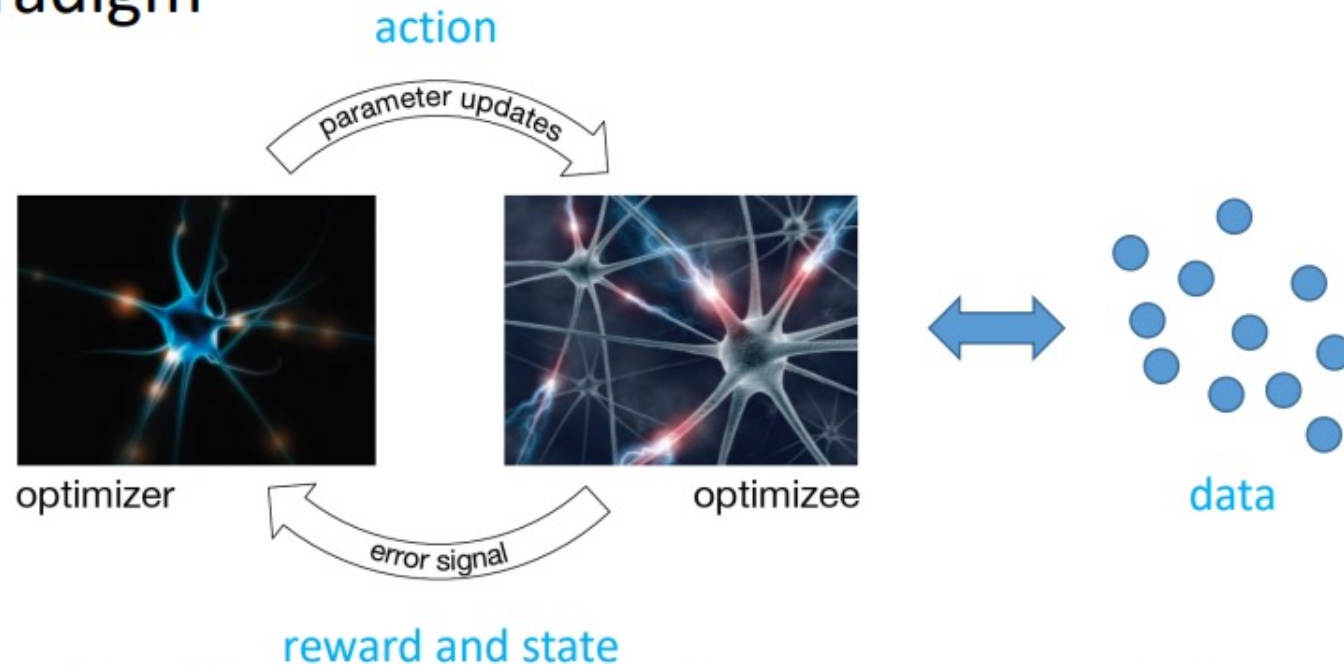 action
parameter updates
optimizer
optimizee
data
error signal
reward and state